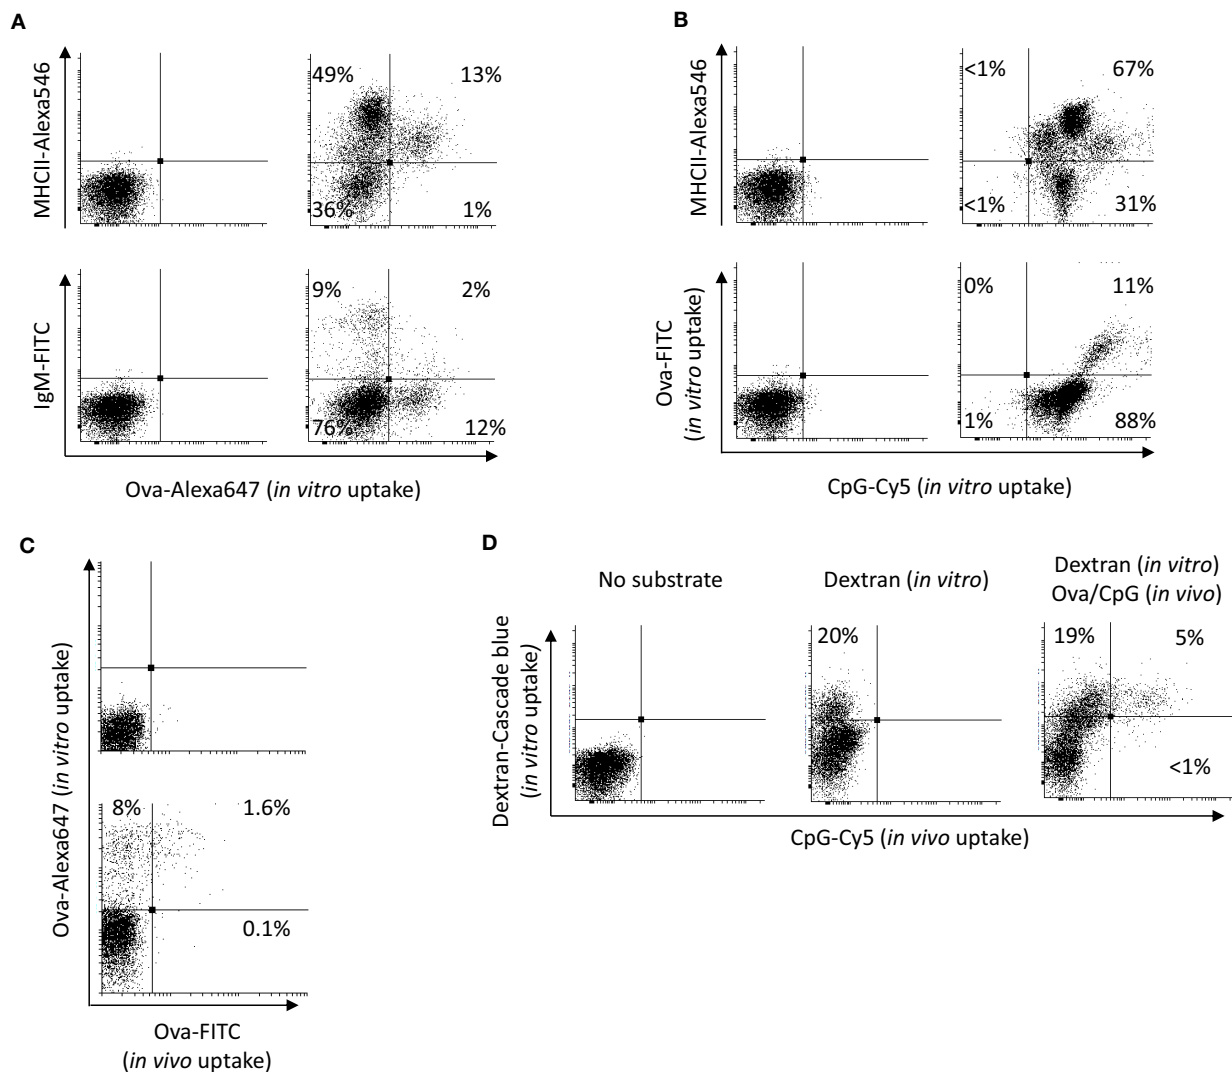 A
MHCII-Alexa546
49%
13%
36%
1%
IgM-FITC
9%
2%
76%
12%
Ova-Alexa647 (in vitro uptake)
B
MHCII-Alexa546
<1%
67%
<1%
31%
Ova-FITC
(in vitro uptake)
0%
11%
1%
88%
CpG-Cy5 (in vitro uptake)
C
Ova-Alexa647 (in vitro uptake)
8%
1.6%
0.1%
Ova-FITC
(in vivo uptake)
D
No substrate
Dextran (in vitro)
Dextran (in vitro)
Ova/CpG (in vivo)
Dextran-Cascade blue
(in vitro uptake)
20%
19%
5%
<1%
CpG-Cy5 (in vivo uptake)